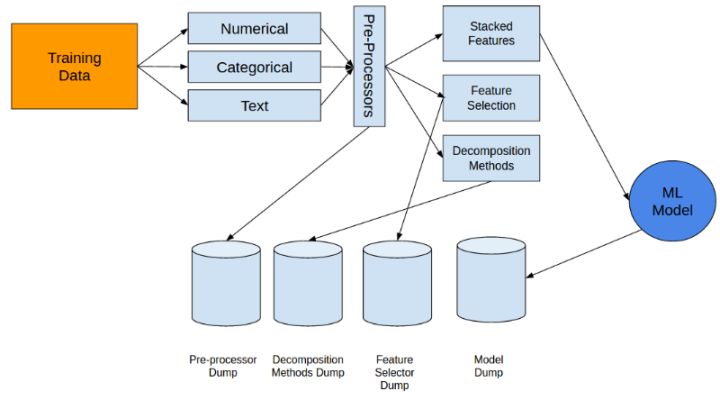 Training
Data
Numerical
Categorical
Text
Pre-Processors
Stacked
Features
Feature
Selection
Decomposition
Methods
ML
Model
Pre-processor
Dump
Decomposition
Methods Dump
Feature
Selector
Dump
Model
Dump